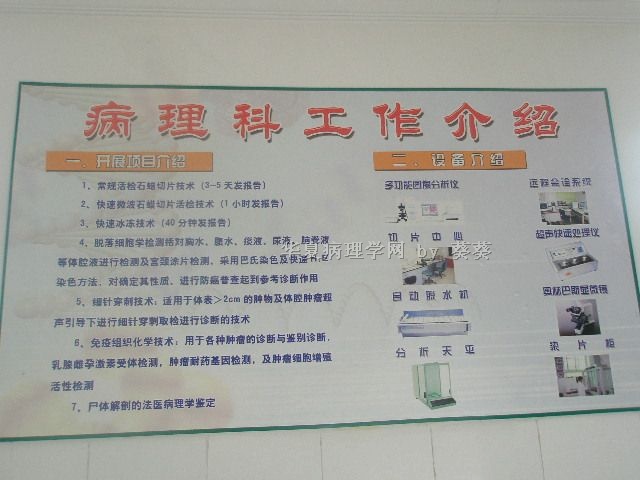 病理科工作介绍
一、开展项目介绍
1、常规活检石蜡切片技术（3-5天发报告）
2、快速微波石蜡切片活检技术（1小时发报告）
3、快速冰冻技术（40分钟发报告）
4、脱落细胞学检测括对胸水、腹水、痰液、尿液、脑脊液
等体腔液进行检测及宫颈涂片检测，采用巴氏染色及快速H.E
染色方法，对确定其性质、进行防癌普查起到参考诊断作用
5、细针穿刺技术：适用于体表>2cm的肿物及体腔肿瘤超
声引导下进行细针穿刺取检进行诊断的技术
6、免疫组织化学技术：用于各种肿瘤的诊断与鉴别诊断，
乳腺雌孕激素受体检测，肿瘤耐药基因检测，及肿瘤细胞增殖
活性检测
7、尸体解剖的法医病理学鉴定
二、设备介绍
多功能图像分析仪
远程会诊系统
切片中心
超声快速处理仪
自动脱水机
奥林巴斯显微镜
分析天平
染片柜
华夏病理学网 by 葵葵